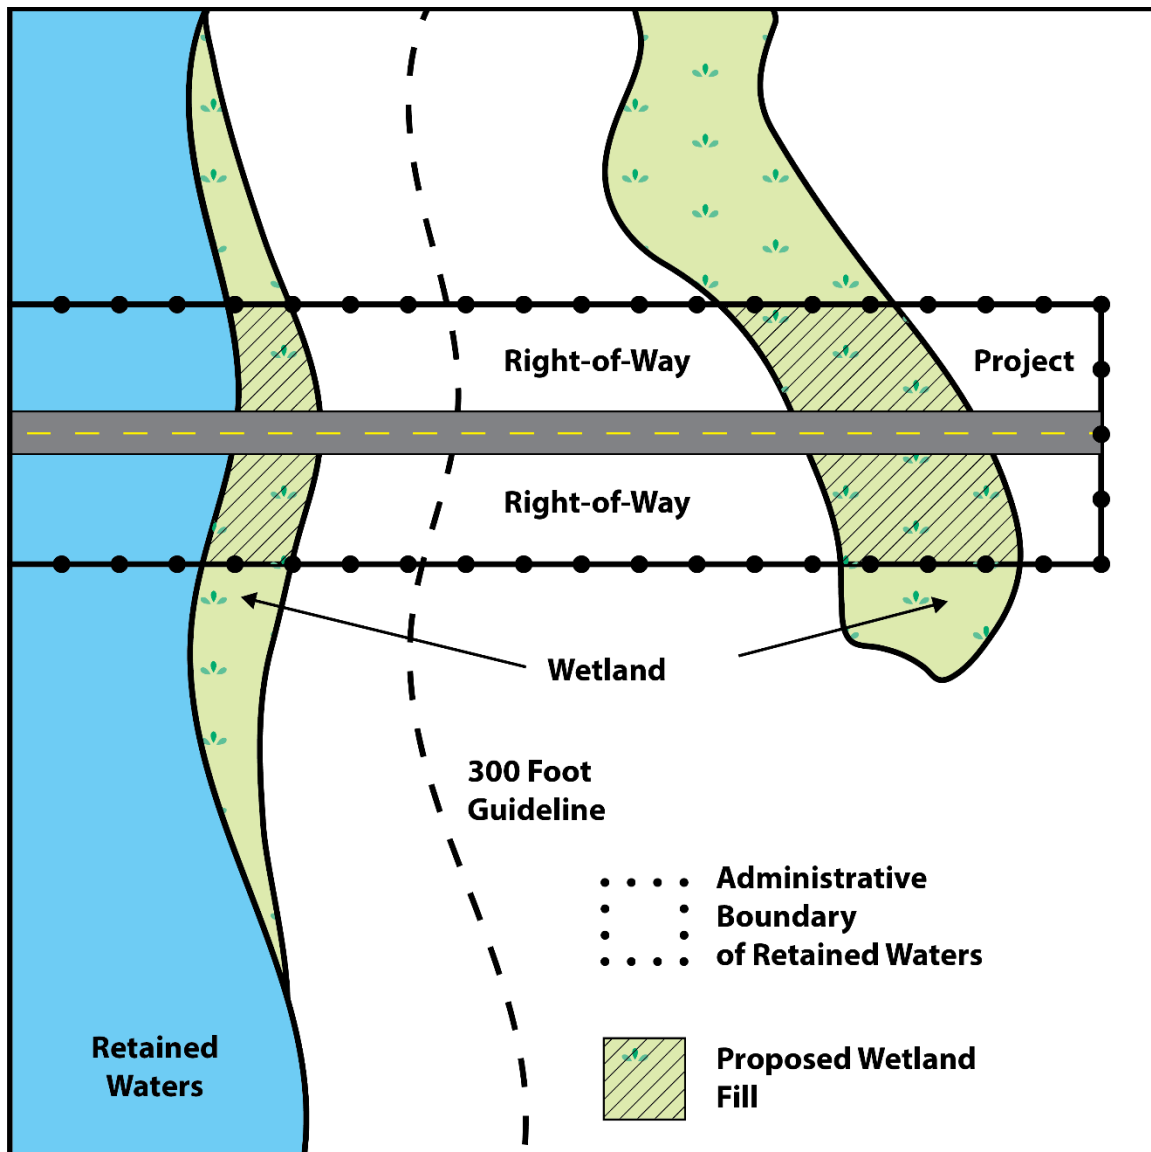 Right-of-Way
Project
Right-of-Way
Wetland
300 Foot
Guideline
Administrative
Boundary
of Retained Waters
Retained
Waters
Proposed Wetland
Fill